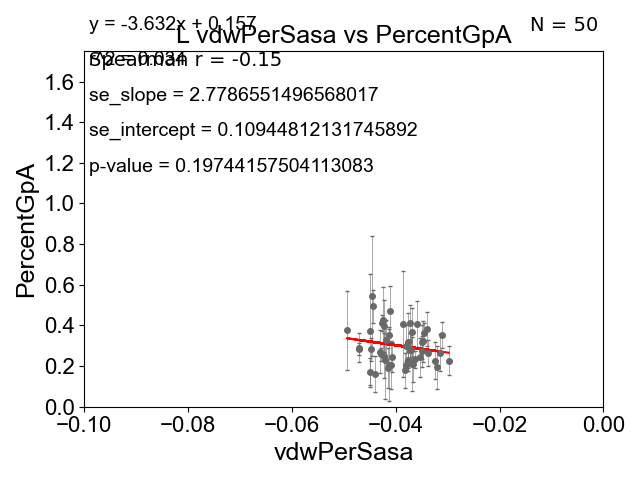 y = -3.632x + 0.157
N = 50
L vdwPerSasa vs PercentGpA
Spearman r = -0.15
se_slope = 2.7786551496568017
se_intercept = 0.10944812131745892
p-value = 0.19744157504113083
PercentGpA
1.6
1.4
1.2
1.0
0.8
0.6
0.4
0.2
0.0
−0.10 −0.08 −0.06 −0.04 −0.02 0.00
vdwPerSasa